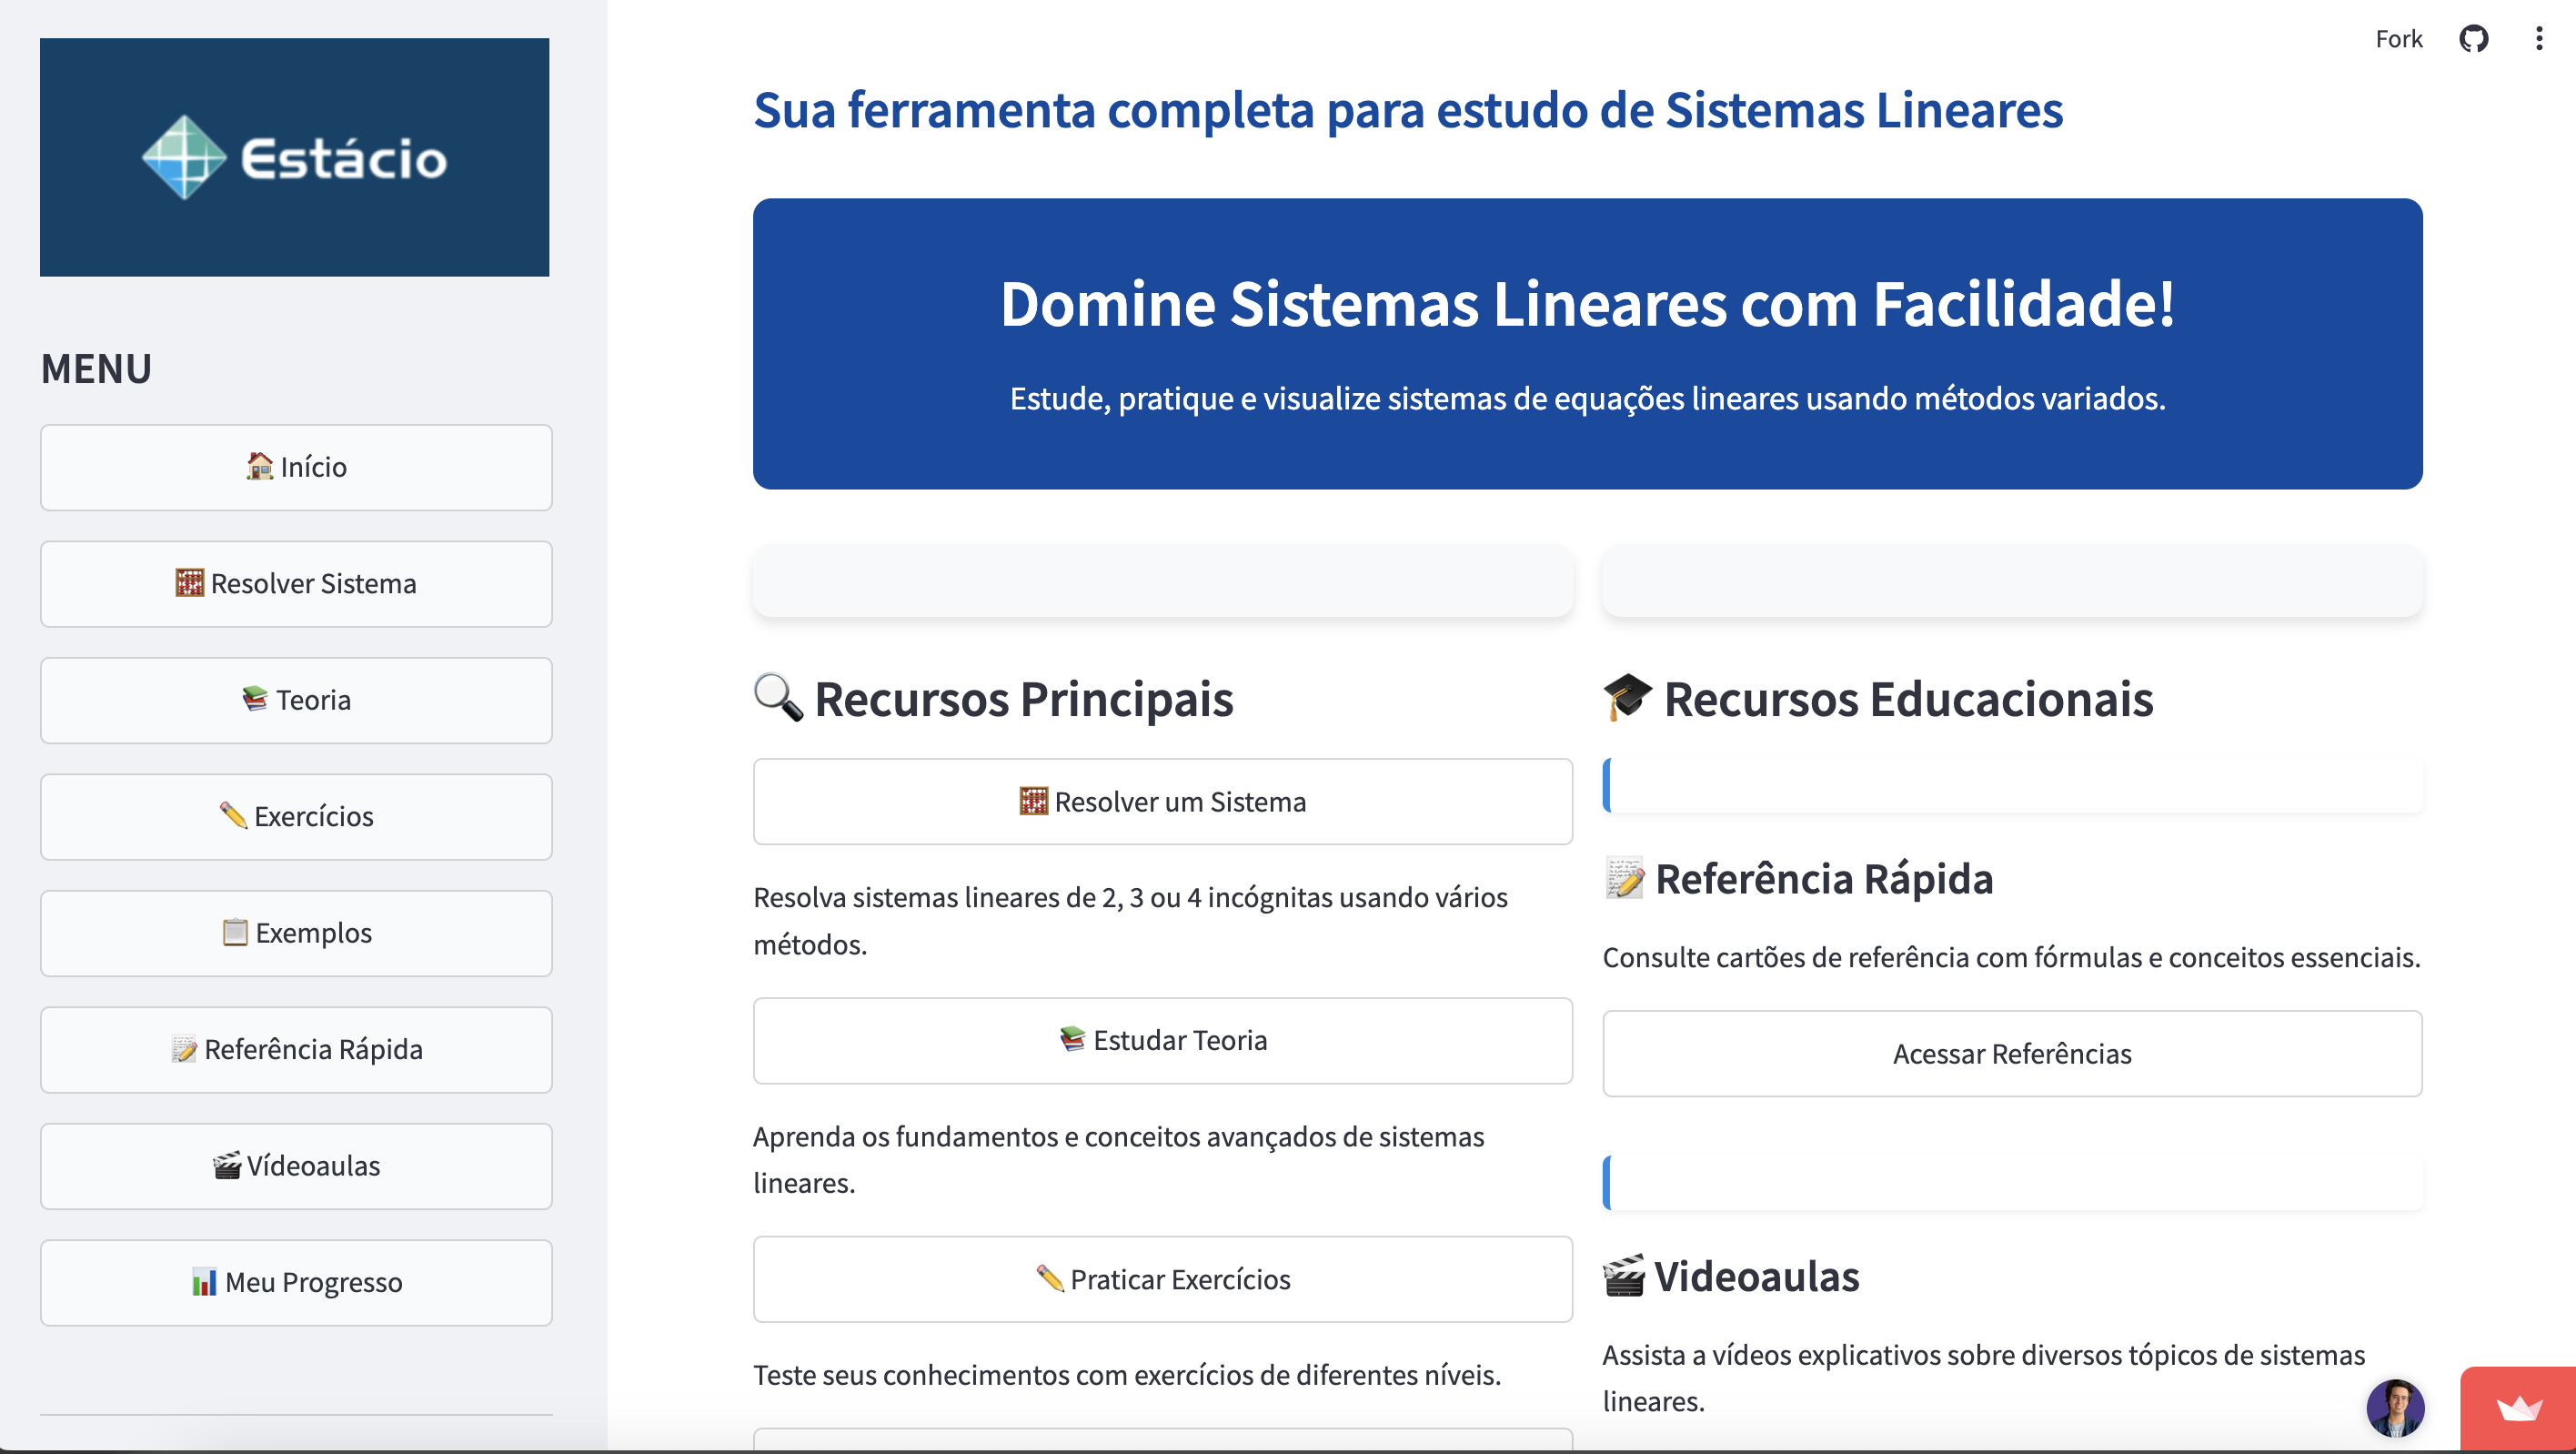 Estácio
MENU
Início
Resolver Sistema
Teoria
Exercícios
Exemplos
Referência Rápida
Vídeoaulas
Meu Progresso
Fork
Sua ferramenta completa para estudo de Sistemas Lineares
Domine Sistemas Lineares com Facilidade!
Estude, pratique e visualize sistemas de equações lineares usando métodos variados.
Recursos Principais
Resolver um Sistema
Resolva sistemas lineares de 2, 3 ou 4 incógnitas usando vários
métodos.
Estudar Teoria
Aprenda os fundamentos e conceitos avançados de sistemas
lineares.
Praticar Exercícios
Teste seus conhecimentos com exercícios de diferentes níveis.
Recursos Educacionais
Referência Rápida
Consulte cartões de referência com fórmulas e conceitos essenciais.
Acessar Referências
Videoaulas
Assista a vídeos explicativos sobre diversos tópicos de sistemas
lineares.